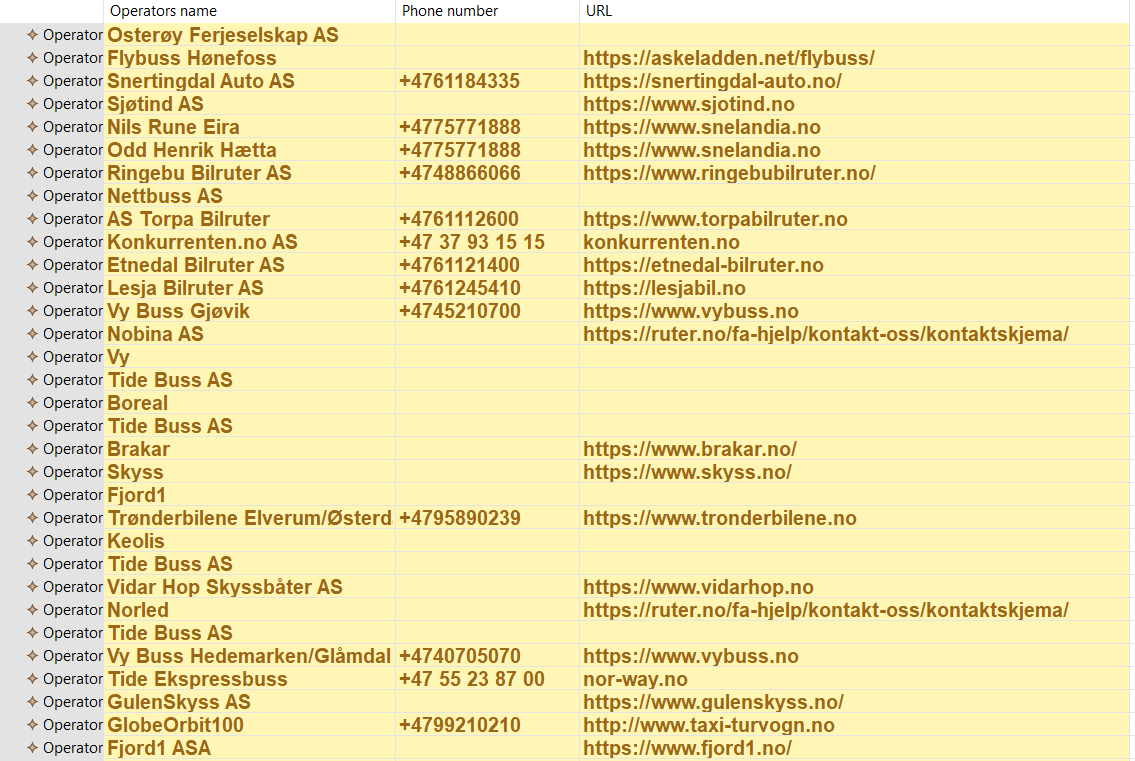 Operators name Phone number URL
Operator Osterøy Ferjeselskap AS
Operator Flybuss Hønefoss https://askeladden.net/flybuss/
Operator Snertingdal Auto AS +4761184335 https://snertingdal-auto.no/
Operator Sjøtind AS https://www.sjotind.no
Operator Nils Rune Eira +4775771888 https://www.snelandia.no
Operator Odd Henrik Hætta +4775771888 https://www.snelandia.no
Operator Ringebu Bilruter AS +4748866066 https://www.ringebubilruter.no/
Operator Nettbuss AS
Operator AS Torpa Bilruter +4761112600 https://www.torpabilruter.no
Operator Konkurrenten.no AS +47 37 93 15 15 konkurrenten.no
Operator Etnedal Bilruter AS +4761121400 https://etnedal-bilruter.no
Operator Lesja Bilruter AS +4761245410 https://lesjabil.no
Operator Vy Buss Gjøvik +4745210700 https://www.vybuss.no
Operator Nobina AS https://ruter.no/fa-hjelp/kontakt-oss/kontaktskjema/
Operator Vy
Operator Tide Buss AS
Operator Boreal
Operator Tide Buss AS
Operator Brakar https://www.brakar.no/
Operator Skyss https://www.skyss.no/
Operator Fjord1
Operator Trønderbilene Elverum/Østerd +4795890239 https://www.tronderbilene.no
Operator Keolis
Operator Tide Buss AS
Operator Vidar Hop Skyssbåter AS https://www.vidarhop.no
Operator Norled https://ruter.no/fa-hjelp/kontakt-oss/kontaktskjema/
Operator Tide Buss AS
Operator Vy Buss Hedemarken/Glåmdal +4740705070 https://www.vybuss.no
Operator Tide Ekspressbuss +47 55 23 87 00 nor-way.no
Operator GulenSkyss AS https://www.gulenskyss.no/
Operator GlobeOrbit100 +4799210210 http://www.taxi-turvogn.no
Operator Fjord1 ASA https://www.fjord1.no/